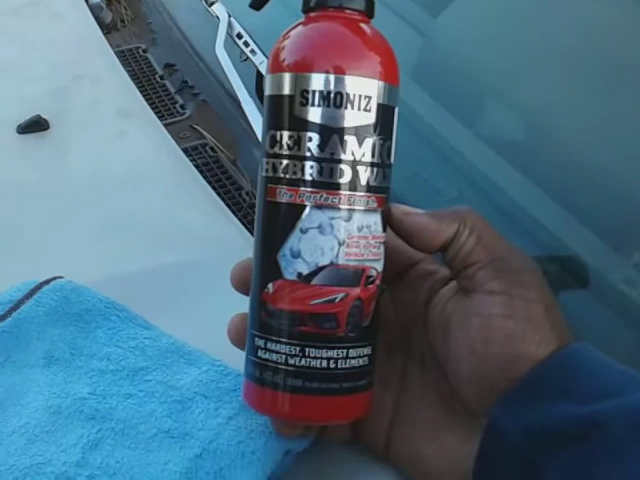 SIMONIZ
CERAMIC
HYBRID WAX
The Perfect Finish
THE HARDEST, TOUGHEST DEFENSE
AGAINST WEATHER & ELEMENTS